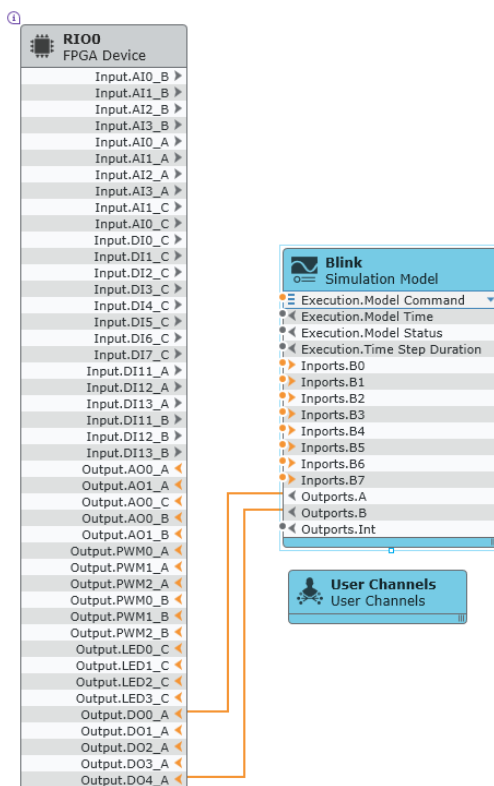 RIO0
FPGA Device
Input.AI0_B
Input.AI1_B
Input.AI2_B
Input.AI3_B
Input.AI0_A
Input.AI1_A
Input.AI2_A
Input.AI3_A
Input.AI1_C
Input.AI0_C
Input.DI0_C
Input.DI1_C
Input.DI2_C
Input.DI3_C
Input.DI4_C
Input.DI5_C
Input.DI6_C
Input.DI7_C
Input.DI11_A
Input.DI12_A
Input.DI13_A
Input.DI11_B
Input.DI12_B
Input.DI13_B
Output.AO0_A
Output.AO1_A
Output.AO0_C
Output.AO0_B
Output.AO1_B
Output.PWM0_A
Output.PWM1_A
Output.PWM2_A
Output.PWM0_B
Output.PWM1_B
Output.PWM2_B
Output.LED0_C
Output.LED1_C
Output.LED2_C
Output.LED3_C
Output.DO0_A
Output.DO1_A
Output.DO2_A
Output.DO3_A
Output.DO4_A
Blink
Simulation Model
Execution.Model Command
Execution.Model Time
Execution.Model Status
Execution.Time Step Duration
Inports.B0
Inports.B1
Inports.B2
Inports.B3
Inports.B4
Inports.B5
Inports.B6
Inports.B7
Outports.A
Outports.B
Outports.Int
User Channels
User Channels